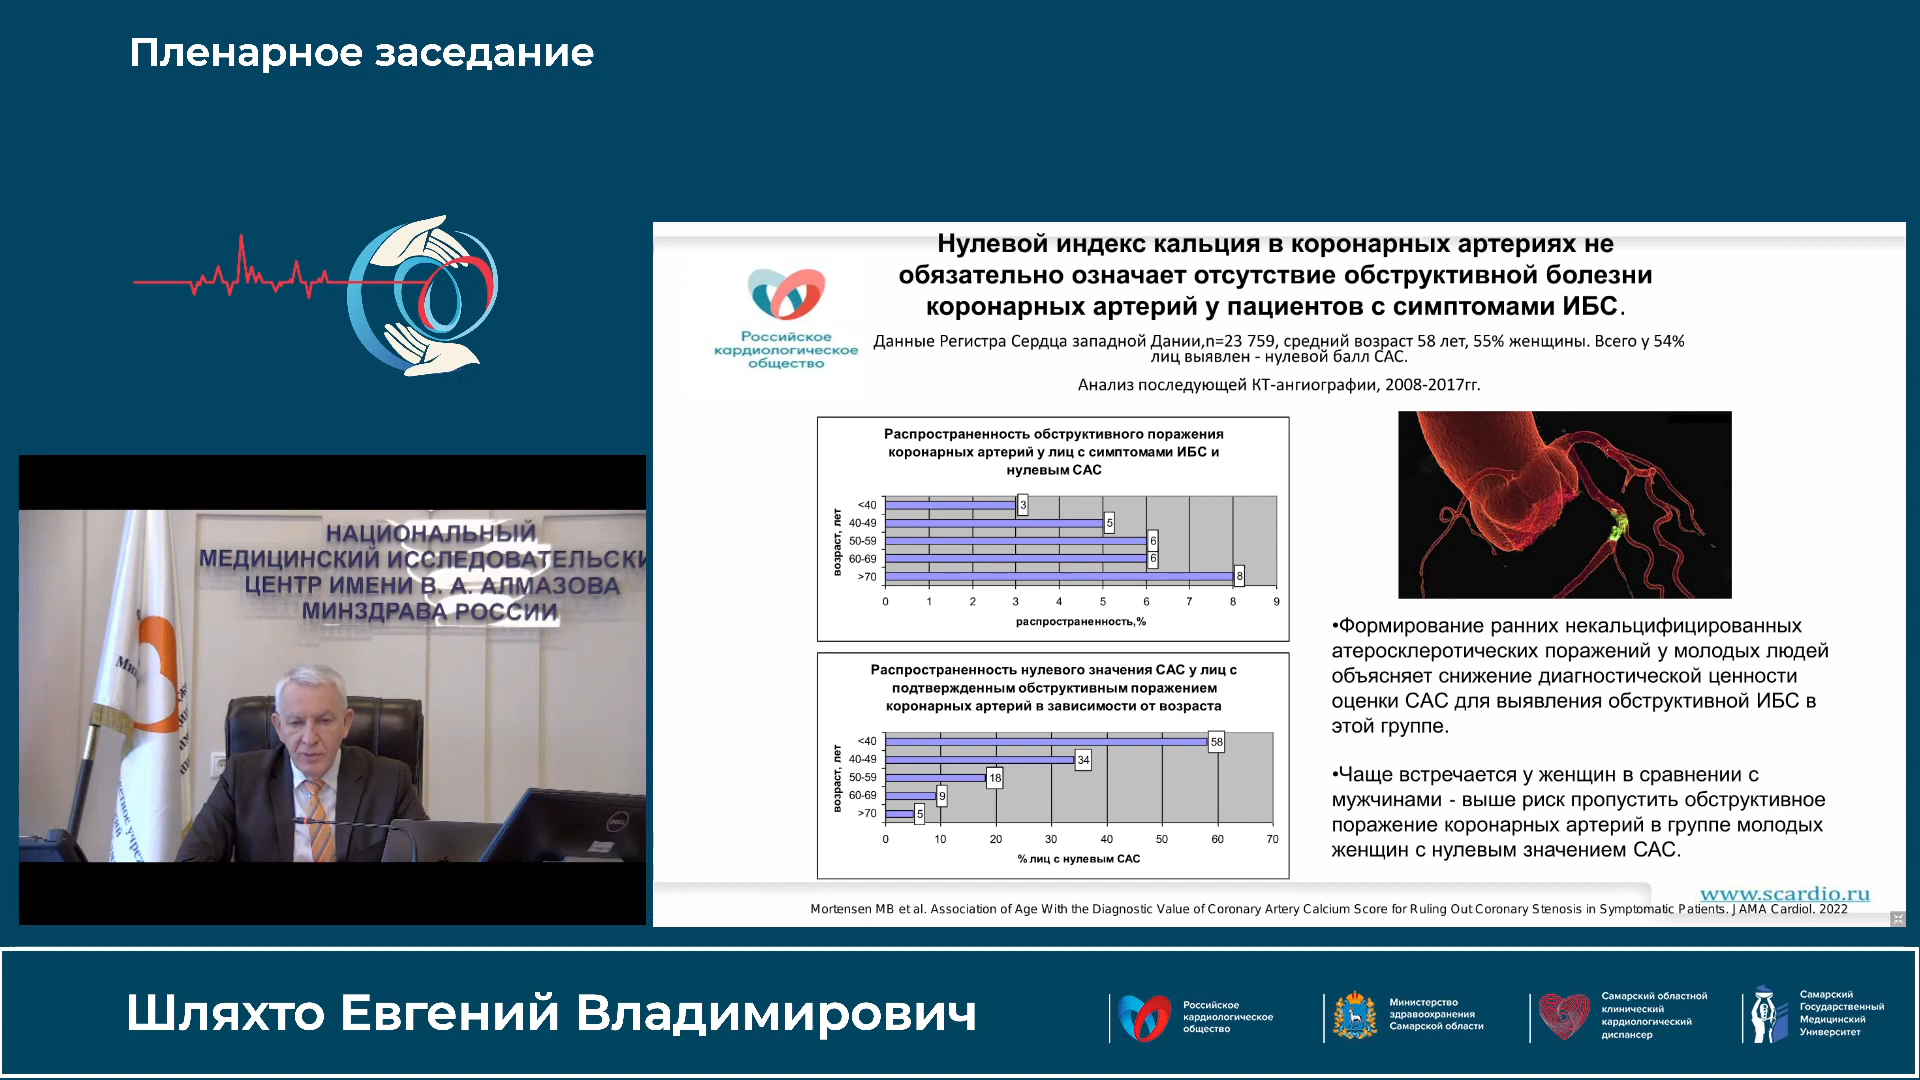 Пленарное заседание
НАЦИОНАЛЬНЫЙ
МЕДИЦИНСКИЙ ИССЛЕДОВАТЕЛЬСКИ
ЦЕНТР ИМЕНИ В. А. АЛМАЗОВА
МИНЗДРАВА РОССИИ
DELL
Нулевой индекс кальция в коронарных артериях не
обязательно означает отсутствие обструктивной болезни
коронарных артерий у пациентов с симптомами ИБС.
Российское
кардиологическое
общество
Данные Регистра Сердца западной Дании,n=23 759, средний возраст 58 лет, 55% женщины. Всего у 54%
лиц выявлен - нулевой балл САС.
Анализ последующей КТ-ангиографии, 2008-2017гг.
Распространенность обструктивного поражения
коронарных артерий у лиц с симптомами ИБС и
нулевым САС
возраст, лет
<40 3
40-49 5
50-59 6
60-69 6
>70 8
0 1 2 3 4 5 6 7 8 9
распространенность,%
Распространенность нулевого значения САС у лиц с
подтвержденным обструктивным поражением
коронарных артерий в зависимости от возраста
возраст, лет
<40 58
40-49 34
50-59 18
60-69 9
>70 5
0 10 20 30 40 50 60 70
% лиц с нулевым САС
•Формирование ранних некальцифицированных
атеросклеротических поражений у молодых людей
объясняет снижение диагностической ценности
оценки САС для выявления обструктивной ИБС в
этой группе.
•Чаще встречается у женщин в сравнении с
мужчинами - выше риск пропустить обструктивное
поражение коронарных артерий в группе молодых
женщин с нулевым значением САС.
www.scardio.ru
Mortensen MB et al. Association of Age With the Diagnostic Value of Coronary Artery Calcium Score for Ruling Out Coronary Stenosis in Symptomatic Patients. JAMA Cardiol. 2022
Шляхто Евгений Владимирович
Российское
кардиологическое
общество
Министерство
здравоохранения
Самарской области
Самарский областной
клинический
кардиологический
диспансер
Самарский
Государственный
Медицинский
Университет